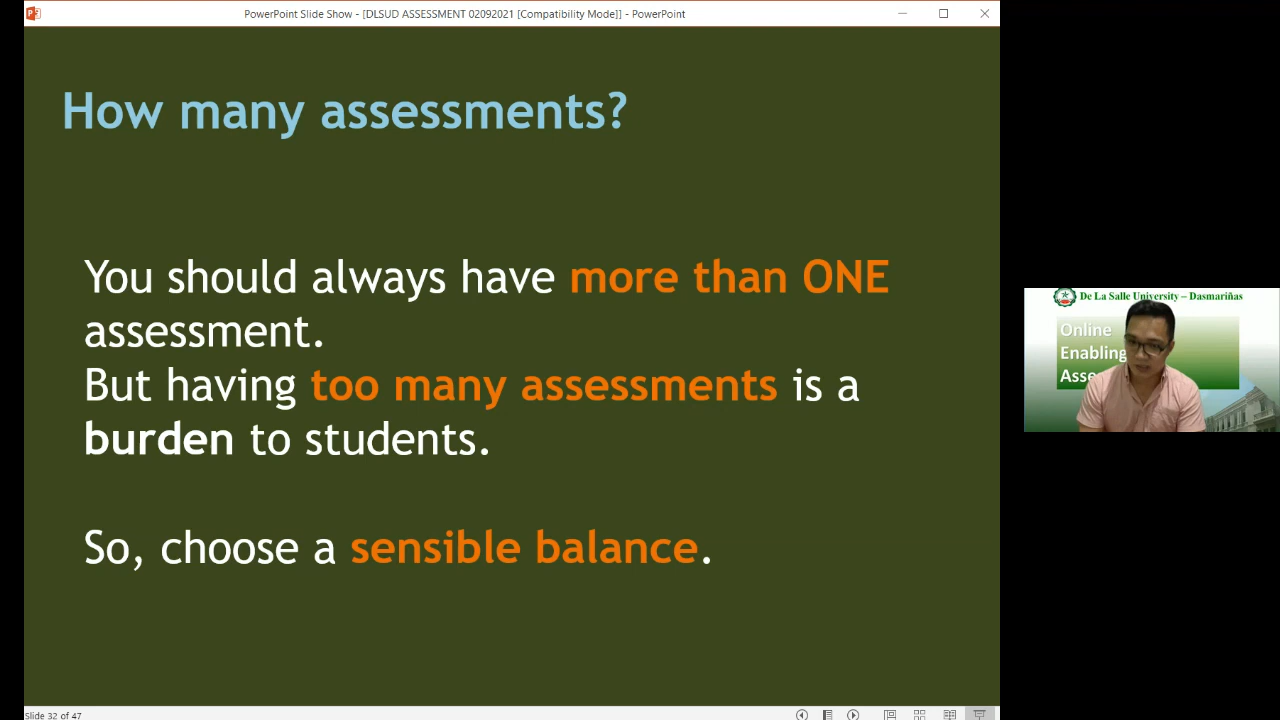 PowerPoint Slide Show - [DLSUD ASSESSMENT 02092021 [Compatibility Mode]] - PowerPoint
How many assessments?
You should always have more than ONE
assessment.
But having too many assessments is a
burden to students.
So, choose a sensible balance.
De La Salle University – Dasmariñas
Online
Enabling
Slide 32 of 47